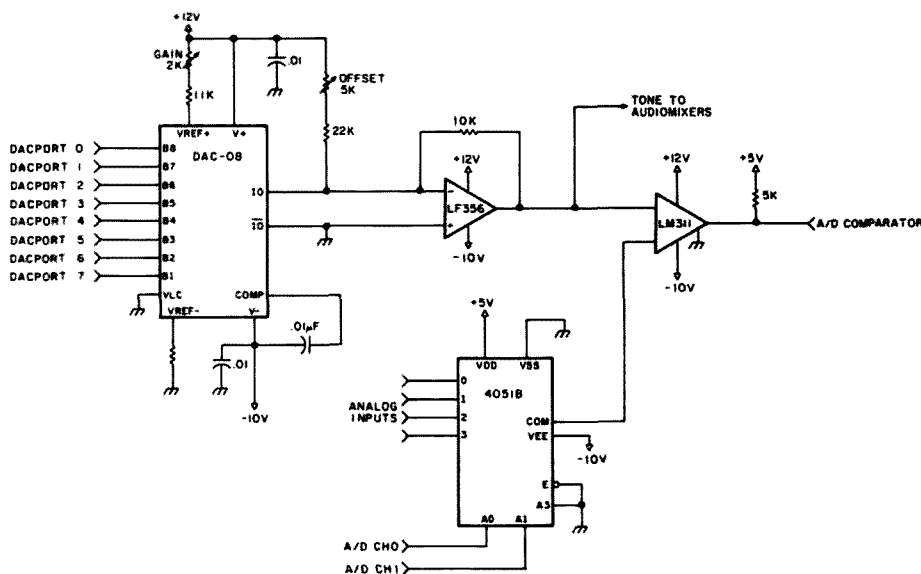 +12V
GAIN
2K
.01
OFFSET
5K
11K
22K
VREF+
V+
DAC-08
DACPORT 0
DACPORT 1
DACPORT 2
DACPORT 3
DACPORT 4
DACPORT 5
DACPORT 6
DACPORT 7
B8
B7
B6
B5
B4
B3
B2
B1
IO
IO
VLC
COMP
VREF-
V-
.01µF
.01
-10V
10K
+12V
-
LF356
+
-10V
TONE TO
AUDIOMIXERS
+12V
+5V
5K
LM311
A/D COMPARATOR
-10V
+5V
VDD
VSS
4051B
ANALOG
INPUTS
0
1
2
3
COM
VEE
-10V
E
A3
A0
A1
A/D CH0
A/D CH1